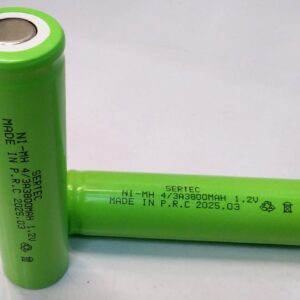 SERTEC
NI-MH 4/3A3800MAH 1.2V
MADE IN P.R.C 2025.03
SERTEC
NI-MH 4/3A3800MAH 1.2V
MADE IN P.R.C 2025.03